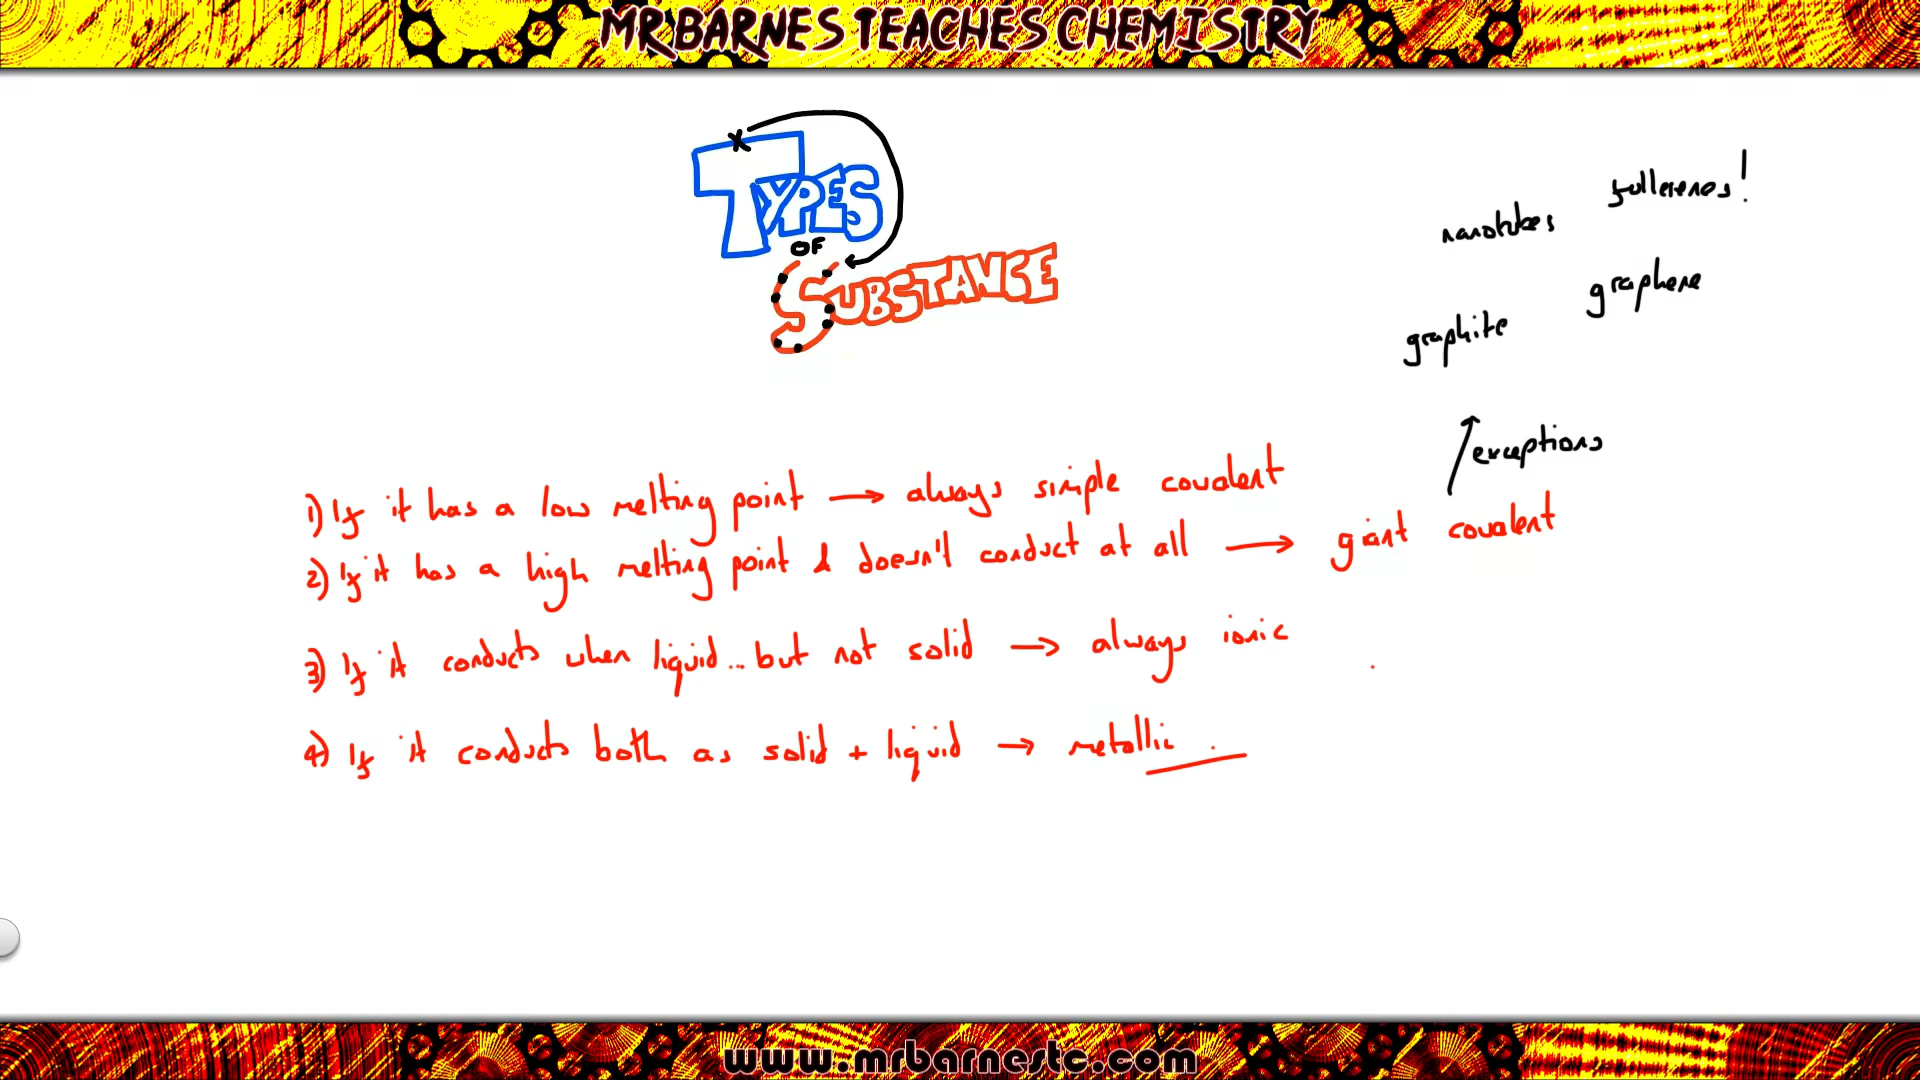 MRBARNES TEACHES CHEMISTRY
TYPES
OF
SUBSTANCE
fullerenes!
nanotubes
graphene
graphite
exceptions
1) If it has a low melting point → always simple covalent
2) If it has a high melting point & doesn't conduct at all → giant covalent
3) If it conducts when liquid... but not solid → always ionic
4) If it conducts both as solid + liquid → metallic
www.mrbarnestc.com